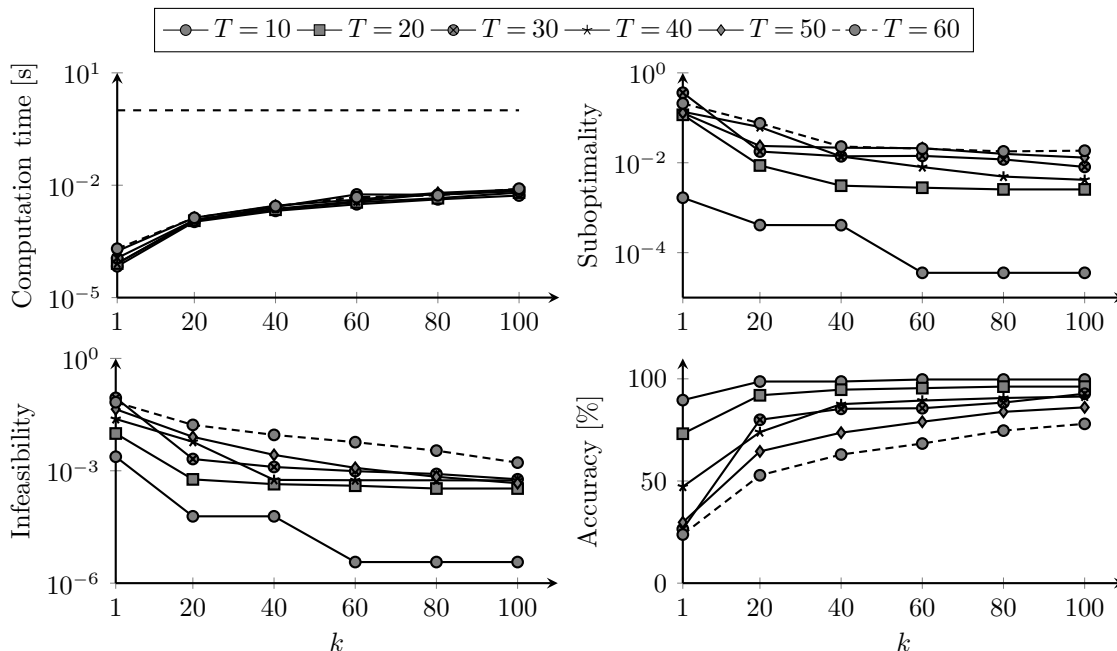 T = 10 T = 20 T = 30 T = 40 T = 50 T = 60
Computation time [s]
10^1
10^−2
10^−5
1 20 40 60 80 100
Suboptimality
10^0
10^−2
10^−4
1 20 40 60 80 100
Infeasibility
10^0
10^−3
10^−6
1 20 40 60 80 100
k
Accuracy [%]
100
50
0
1 20 40 60 80 100
k